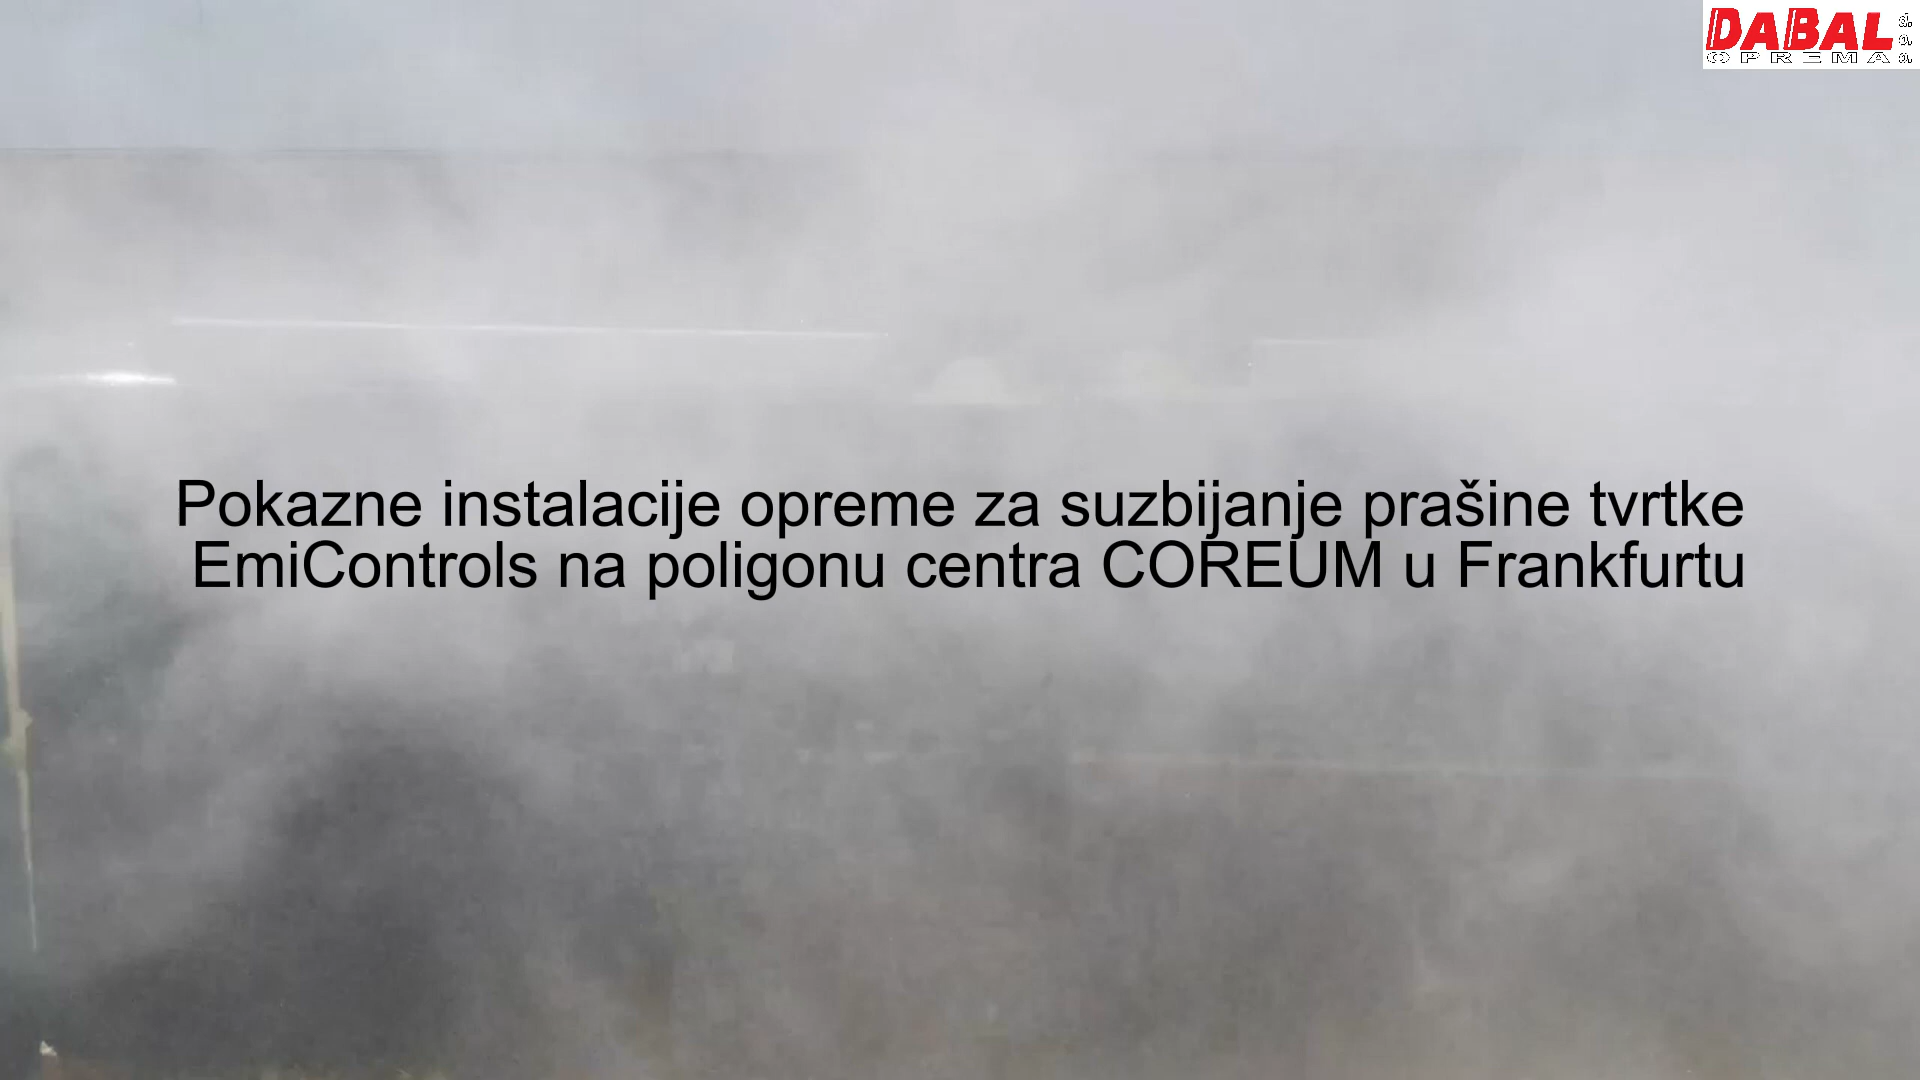 DABAL d.o.o.
OPREMA
Pokazne instalacije opreme za suzbijanje prašine tvrtke
EmiControls na poligonu centra COREUM u Frankfurtu